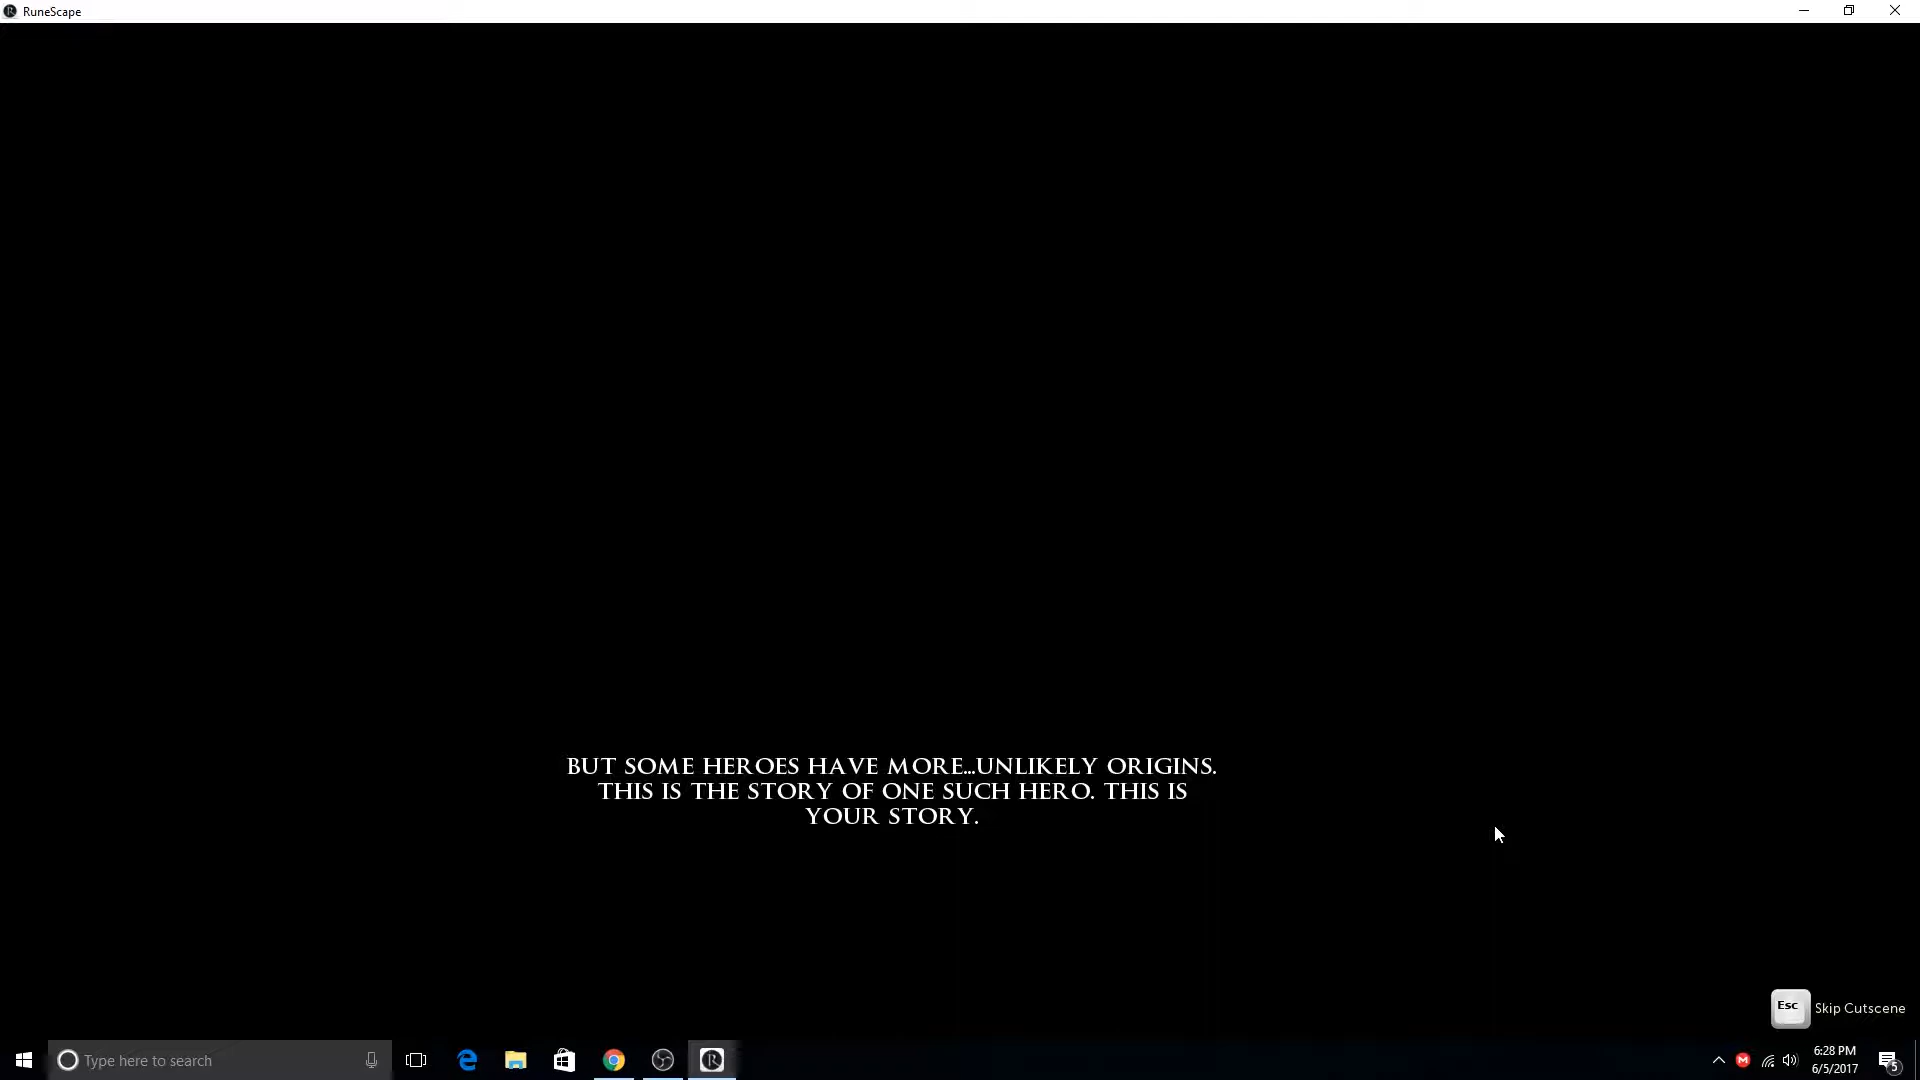 RuneScape
BUT SOME HEROES HAVE MORE...UNLIKELY ORIGINS.
THIS IS THE STORY OF ONE SUCH HERO. THIS IS
YOUR STORY.
Esc Skip Cutscene
Type here to search
6:28 PM
6/5/2017
5